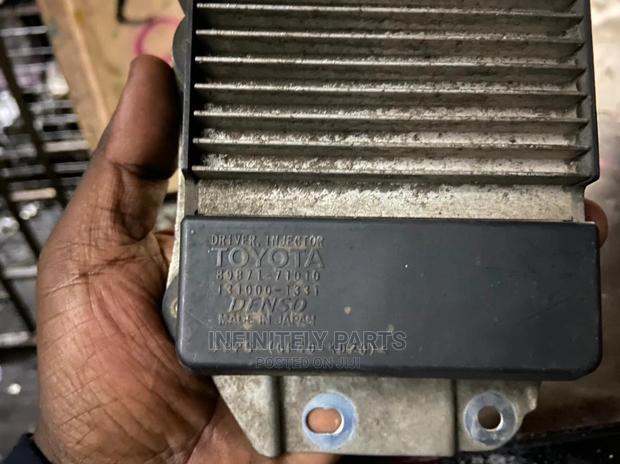 DRIVER, INJECTOR
TOYOTA
89871-71010
131000-1331
DENSO
MADE IN JAPAN
INFINITELY PARTS
POSTED ON JIJI